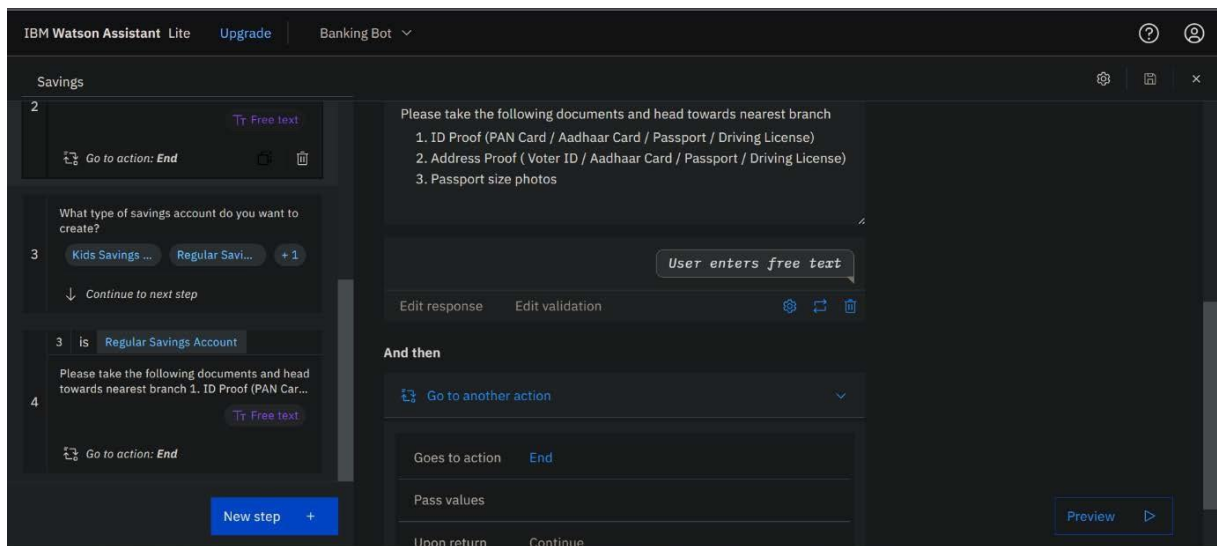 IBM Watson Assistant Lite Upgrade Banking Bot
Savings
2
Free text
Go to action: End
What type of savings account do you want to
create?
3
Kids Savings ... Regular Savi... + 1
Continue to next step
3 is Regular Savings Account
Please take the following documents and head
towards nearest branch 1. ID Proof (PAN Car...
4
Free text
Go to action: End
New step +
Please take the following documents and head towards nearest branch
1. ID Proof (PAN Card / Aadhaar Card / Passport / Driving License)
2. Address Proof ( Voter ID / Aadhaar Card / Passport / Driving License)
3. Passport size photos
User enters free text
Edit response Edit validation
And then
Go to another action
Goes to action End
Pass values
Upon return Continue
Preview